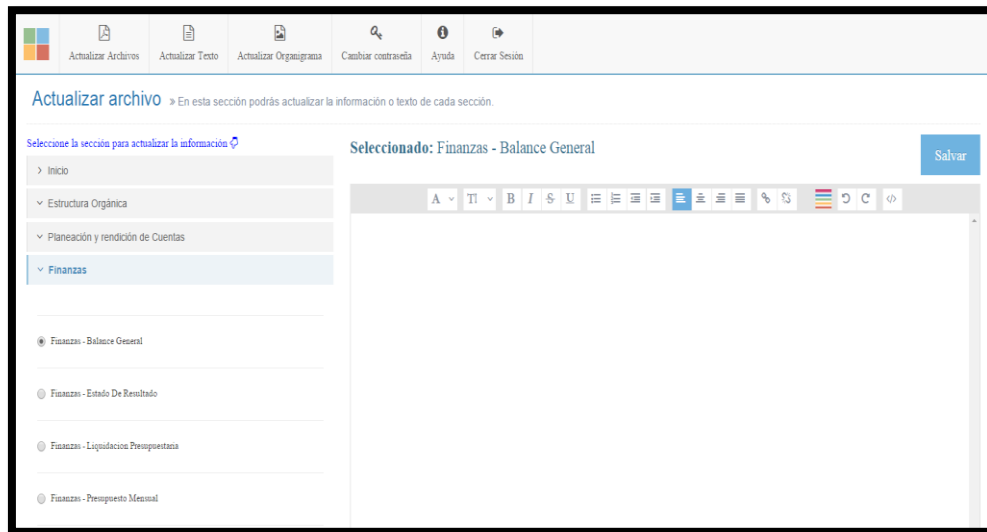 Actualizar Archivos Actualizar Texto Actualizar Organigrama Cambiar contraseña Ayuda Cerrar Sesión
Actualizar archivo » En esta sección podrás actualizar la información o texto de cada sección.
Seleccione la sección para actualizar la información
Seleccionado: Finanzas - Balance General
Salvar
Inicio
Estructura Orgánica
Planeación y rendición de Cuentas
Finanzas
A TI B I S U
Finanzas - Balance General
Finanzas - Estado De Resultado
Finanzas - Liquidacion Presupuestaria
Finanzas - Presupuesto Mensual